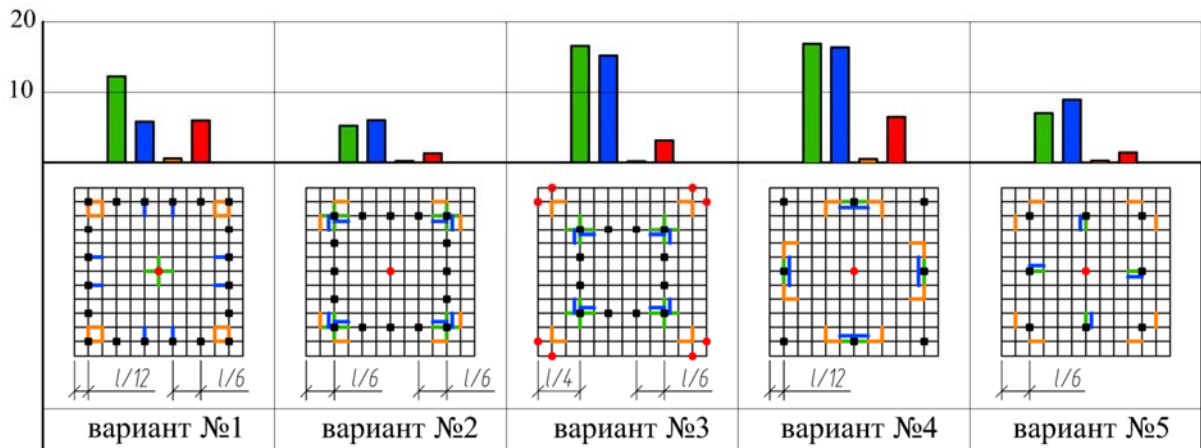 20
10
l/12
l/6
l/6
l/6
l/4
l/6
l/12
l/6
вариант №1
вариант №2
вариант №3
вариант №4
вариант №5